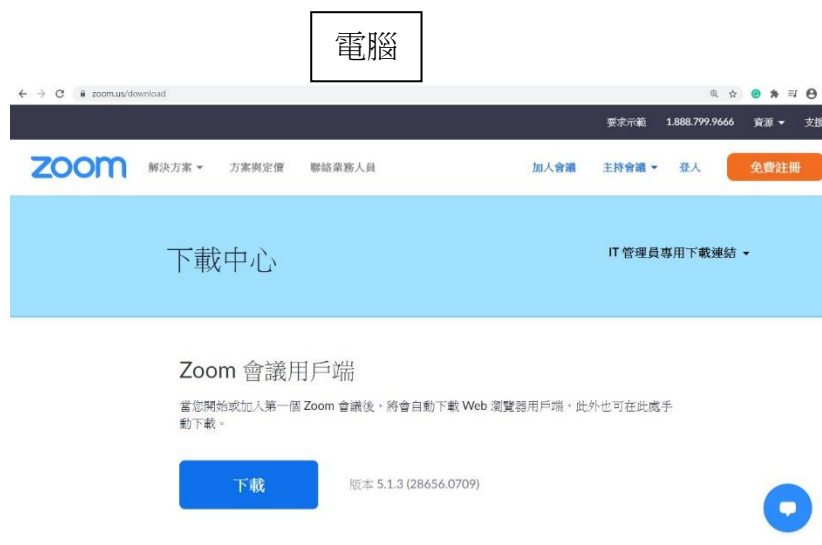 電腦
zoom.us/download
要求示範 1.888.799.9666 資源 支援
zoom 解決方案 方案與定價 聯絡業務人員 加入會議 主持會議 登入 免費註冊
下載中心 IT 管理員專用下載連結
Zoom 會議用戶端
當您開始或加入第一個 Zoom 會議後，將會自動下載 Web 瀏覽器用戶端，此外也可在此處手
動下載。
下載 版本 5.1.3 (28656.0709)